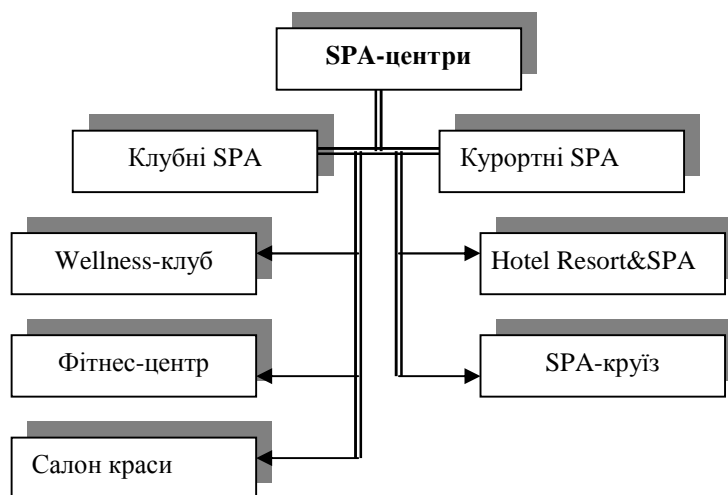 SPA-центри
Клубні SPA
Курортні SPA
Wellness-клуб
Hotel Resort&SPA
Фітнес-центр
SPA-круїз
Салон краси